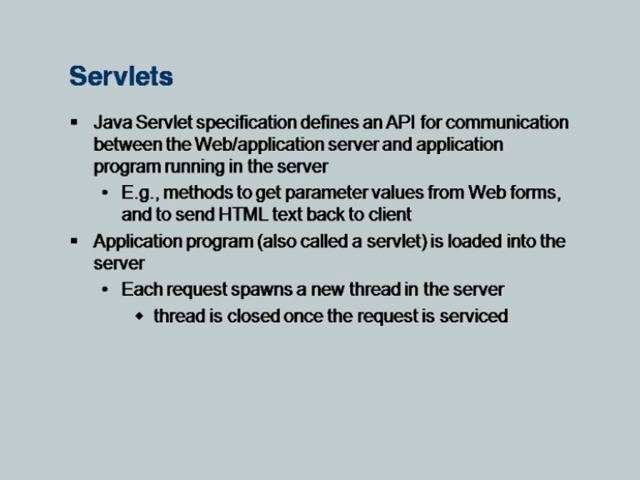 Servlets
▪ Java Servlet specification defines an API for communication
between the Web/application server and application
program running in the server
• E.g., methods to get parameter values from Web forms,
and to send HTML text back to client
▪ Application program (also called a servlet) is loaded into the
server
• Each request spawns a new thread in the server
◆ thread is closed once the request is serviced